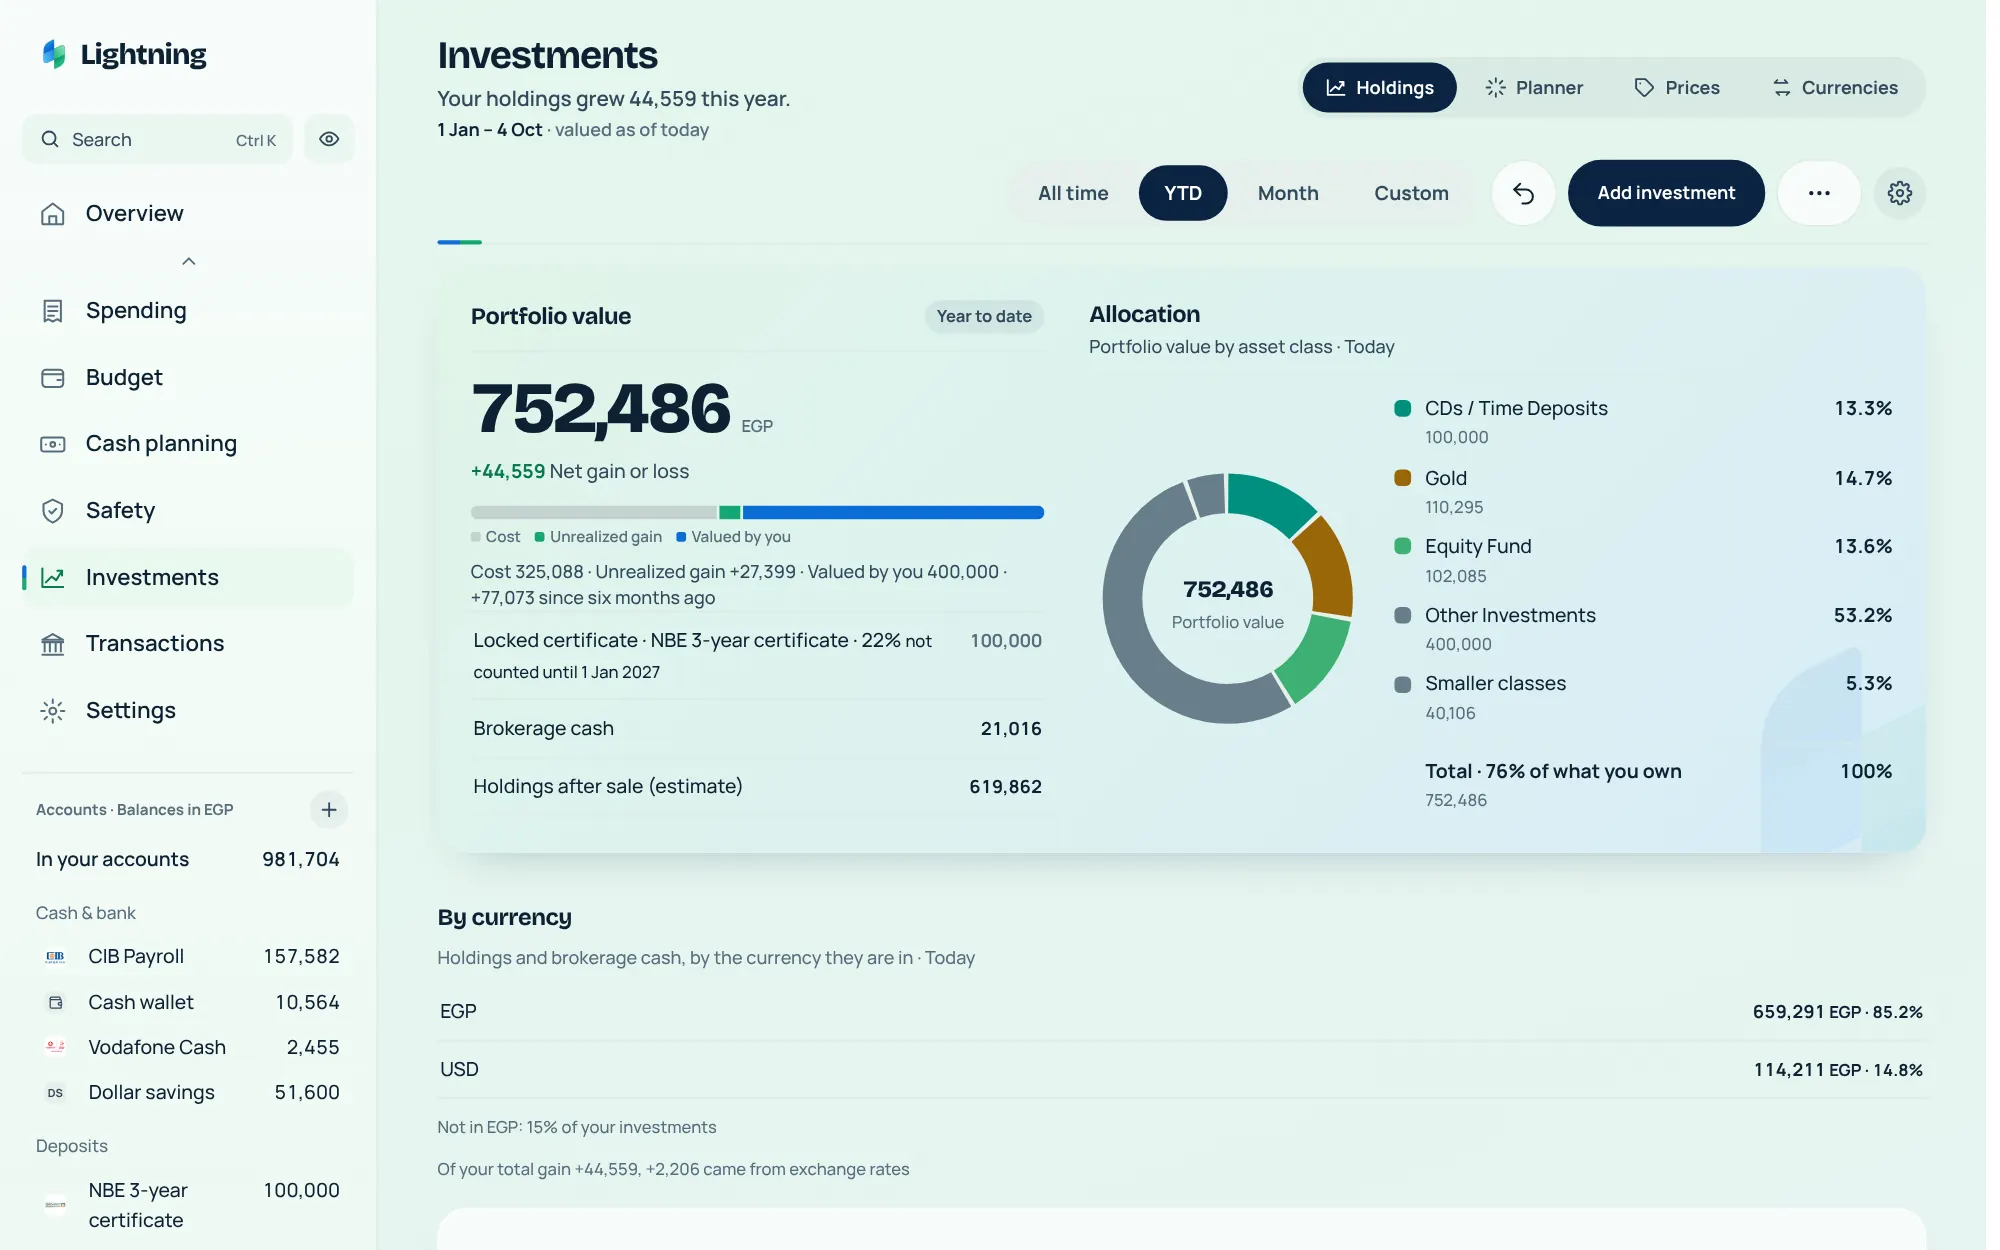 Lightning
Search
Ctrl K
Overview
Spending
Budget
Cash planning
Safety
Investments
Transactions
Settings
Accounts · Balances in EGP
In your accounts 981,704
Cash & bank
CIB Payroll 157,582
Cash wallet 10,564
Vodafone Cash 2,455
DS Dollar savings 51,600
Deposits
NBE 3-year 100,000
certificate
Investments
Your holdings grew 44,559 this year.
1 Jan – 4 Oct · valued as of today
Holdings
Planner
Prices
Currencies
All time
YTD
Month
Custom
Add investment
Portfolio value
Year to date
752,486 EGP
+44,559 Net gain or loss
Cost
Unrealized gain
Valued by you
Cost 325,088 · Unrealized gain +27,399 · Valued by you 400,000 ·
+77,073 since six months ago
Locked certificate · NBE 3-year certificate · 22% not 100,000
counted until 1 Jan 2027
Brokerage cash 21,016
Holdings after sale (estimate) 619,862
Allocation
Portfolio value by asset class · Today
752,486
Portfolio value
CDs / Time Deposits 13.3%
100,000
Gold 14.7%
110,295
Equity Fund 13.6%
102,085
Other Investments 53.2%
400,000
Smaller classes 5.3%
40,106
Total · 76% of what you own 100%
752,486
By currency
Holdings and brokerage cash, by the currency they are in · Today
EGP 659,291 EGP · 85.2%
USD 114,211 EGP · 14.8%
Not in EGP: 15% of your investments
Of your total gain +44,559, +2,206 came from exchange rates